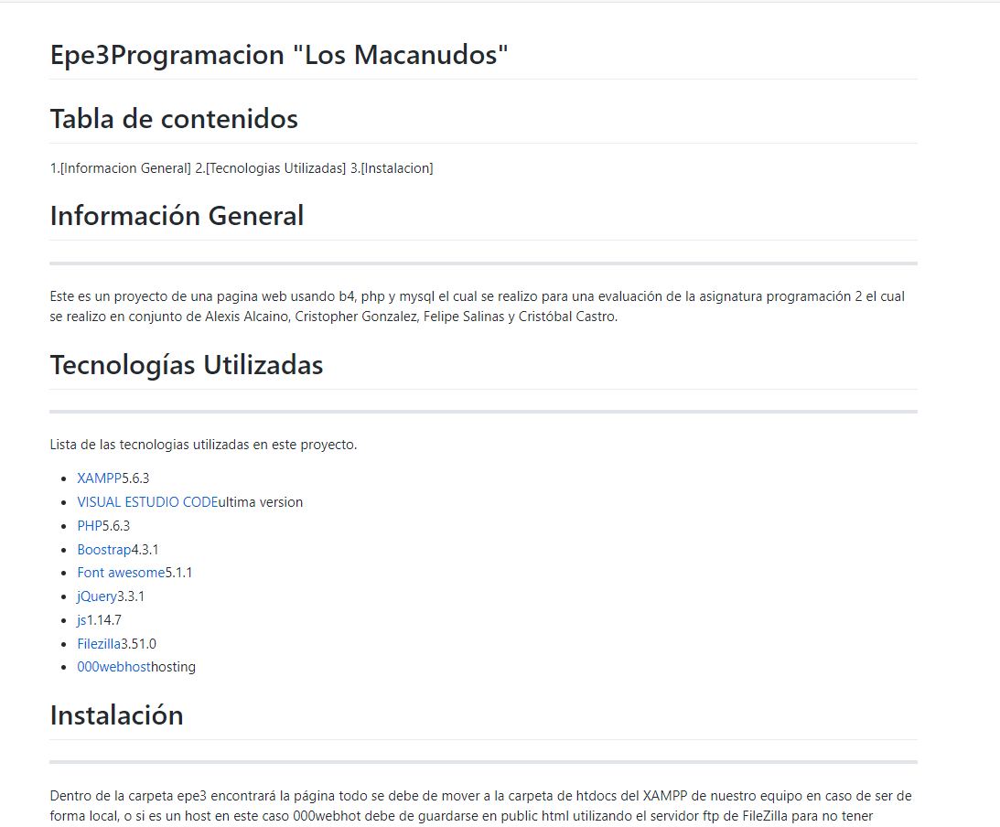 Epe3Programacion "Los Macanudos"
Tabla de contenidos
1.[Informacion General] 2.[Tecnologias Utilizadas] 3.[Instalacion]
Información General
Este es un proyecto de una pagina web usando b4, php y mysql el cual se realizo para una evaluación de la asignatura programación 2 el cual
se realizo en conjunto de Alexis Alcaino, Cristopher Gonzalez, Felipe Salinas y Cristóbal Castro.
Tecnologías Utilizadas
Lista de las tecnologias utilizadas en este proyecto.
XAMPP5.6.3
VISUAL ESTUDIO CODEultima version
PHP5.6.3
Boostrap4.3.1
Font awesome5.1.1
jQuery3.3.1
js1.14.7
Filezilla3.51.0
000webhosthosting
Instalación
Dentro de la carpeta epe3 encontrará la página todo se debe de mover a la carpeta de htdocs del XAMPP de nuestro equipo en caso de ser de
forma local, o si es un host en este caso 000webhot debe de guardarse en public html utilizando el servidor ftp de FileZilla para no tener